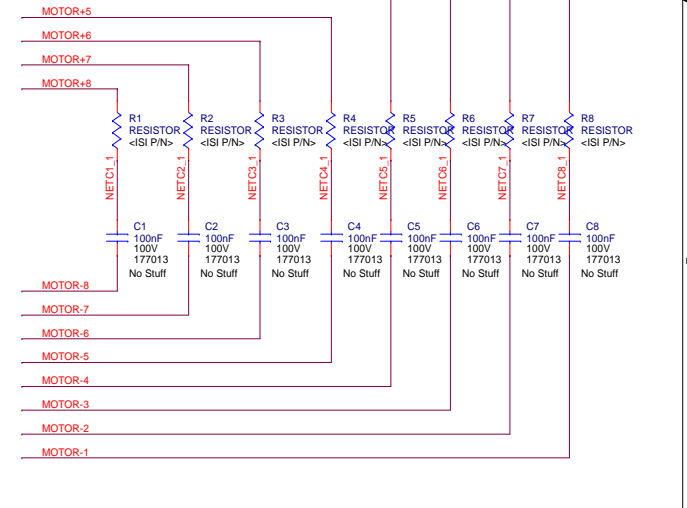 MOTOR+5
MOTOR+6
MOTOR+7
MOTOR+8
R1 R2 R3 R4 R5 R6 R7 R8
RESISTOR RESISTOR RESISTOR RESISTOR RESISTOR RESISTOR RESISTOR RESISTOR
<ISI P/N> <ISI P/N> <ISI P/N> <ISI P/N> <ISI P/N> <ISI P/N> <ISI P/N> <ISI P/N>
NETC1_1 NETC2_1 NETC3_1 NETC4_1 NETC5_1 NETC6_1 NETC7_1 NETC8_1
C1 C2 C3 C4 C5 C6 C7 C8
100nF 100nF 100nF 100nF 100nF 100nF 100nF 100nF
100V 100V 100V 100V 100V 100V 100V 100V
177013 177013 177013 177013 177013 177013 177013 177013
No Stuff No Stuff No Stuff No Stuff No Stuff No Stuff No Stuff No Stuff
MOTOR-8
MOTOR-7
MOTOR-6
MOTOR-5
MOTOR-4
MOTOR-3
MOTOR-2
MOTOR-1